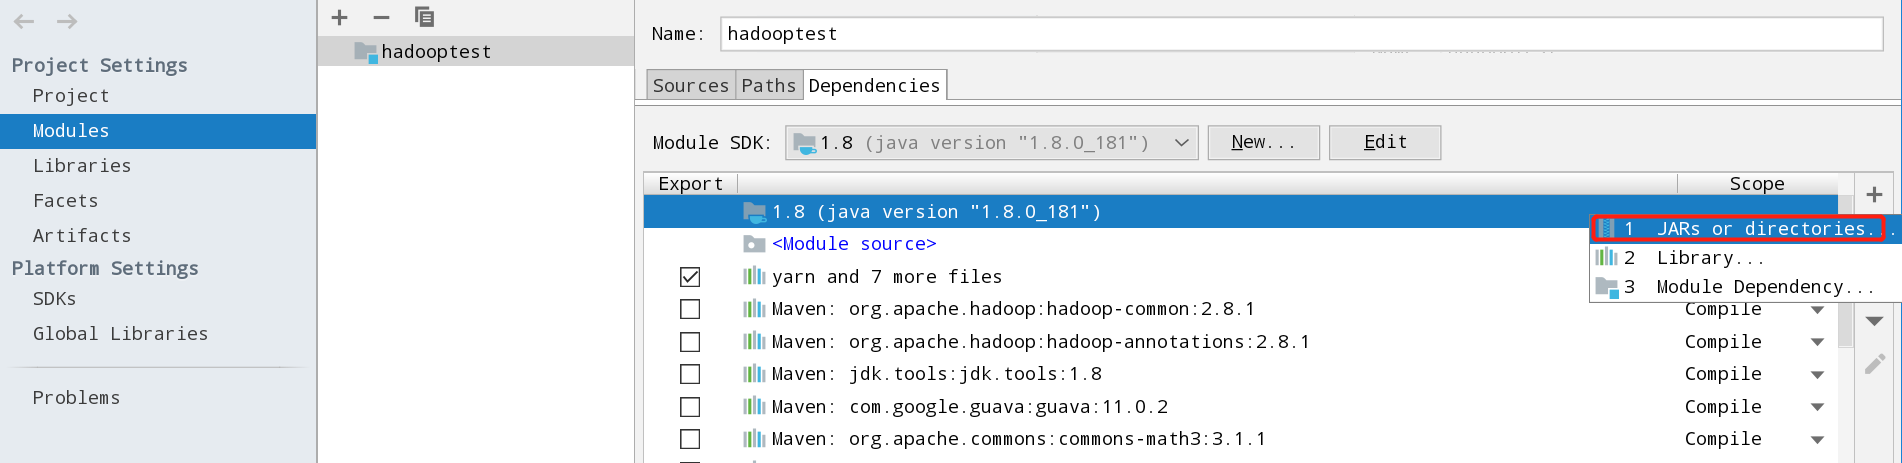 Project Settings
Project
Modules
Libraries
Facets
Artifacts
Platform Settings
SDKs
Global Libraries
Problems
hadooptest
Name: hadooptest
Sources Paths Dependencies
Module SDK: 1.8 (java version "1.8.0_181") New... Edit
Export Scope
1.8 (java version "1.8.0_181")
<Module source>
yarn and 7 more files
Maven: org.apache.hadoop:hadoop-common:2.8.1 Compile
Maven: org.apache.hadoop:hadoop-annotations:2.8.1 Compile
Maven: jdk.tools:jdk.tools:1.8 Compile
Maven: com.google.guava:guava:11.0.2 Compile
Maven: org.apache.commons:commons-math3:3.1.1 Compile
1 JARs or directories...
2 Library...
3 Module Dependency...